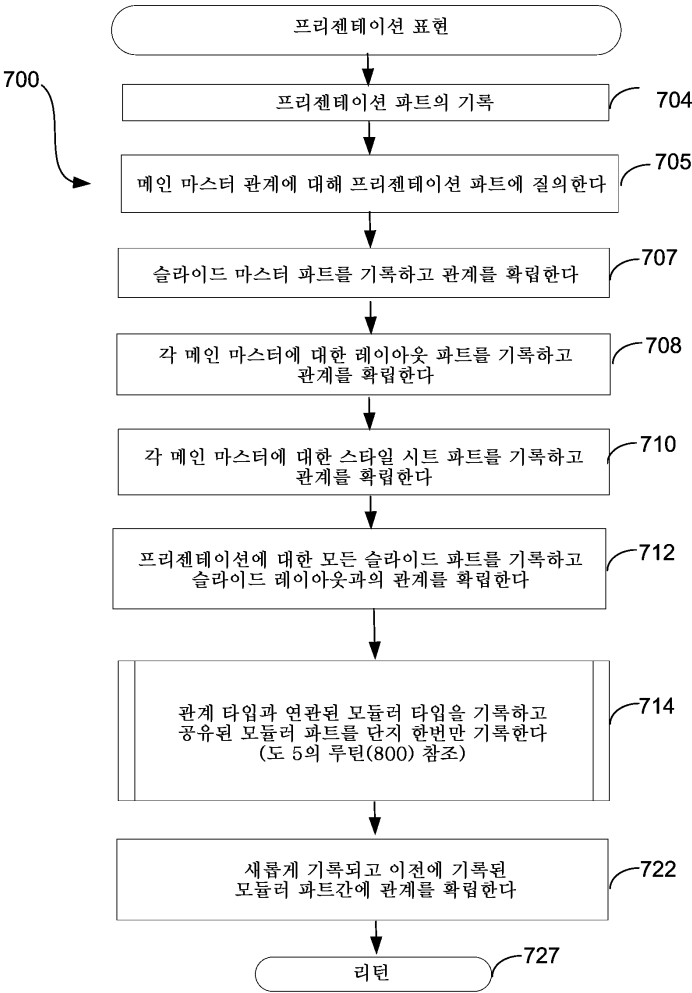 프리젠테이션 표현
700
프리젠테이션 파트의 기록
704
메인 마스터 관계에 대해 프리젠테이션 파트에 질의한다
705
슬라이드 마스터 파트를 기록하고 관계를 확립한다
707
각 메인 마스터에 대한 레이아웃 파트를 기록하고
관계를 확립한다
708
각 메인 마스터에 대한 스타일 시트 파트를 기록하고
관계를 확립한다
710
프리젠테이션에 대한 모든 슬라이드 파트를 기록하고
슬라이드 레이아웃과의 관계를 확립한다
712
관계 타입과 연관된 모듈러 타입을 기록하고
공유된 모듈러 파트를 단지 한번만 기록한다
(도 5의 루틴(800) 참조)
714
새롭게 기록되고 이전에 기록된
모듈러 파트간에 관계를 확립한다
722
리턴
727